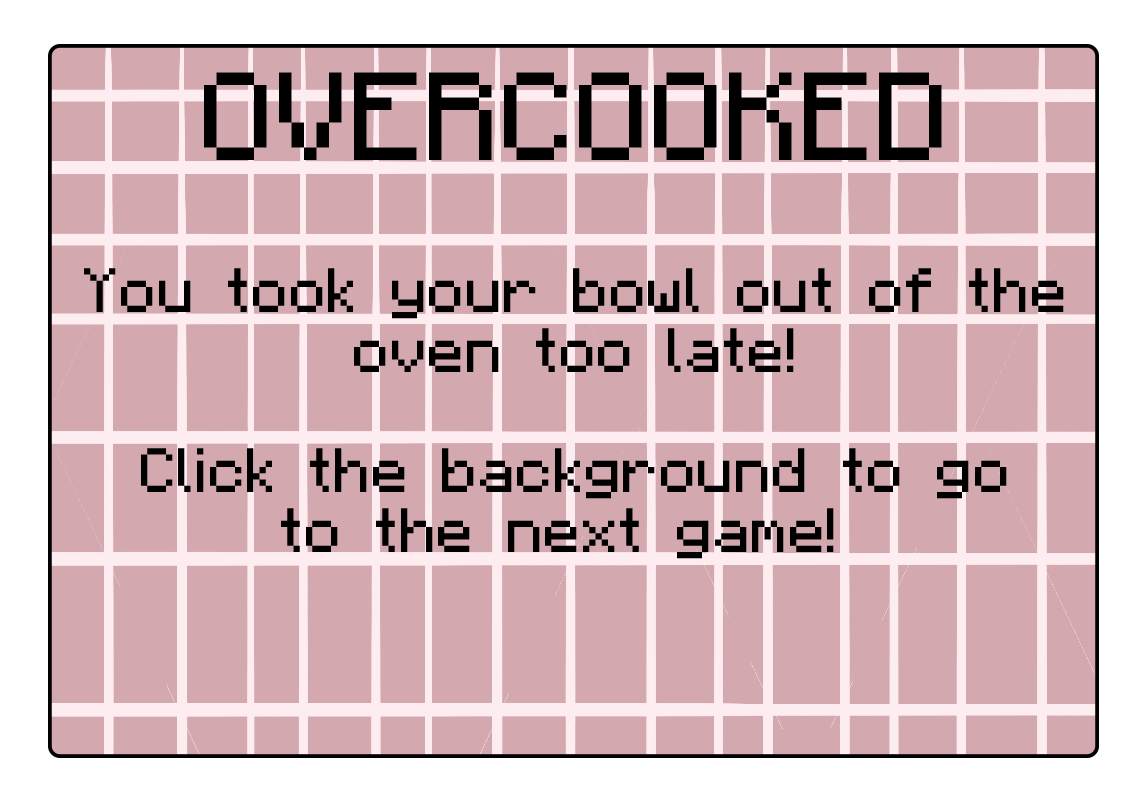 OVERCOOKED
You took your bowl out of the
oven too late!
Click the background to go
to the next game!